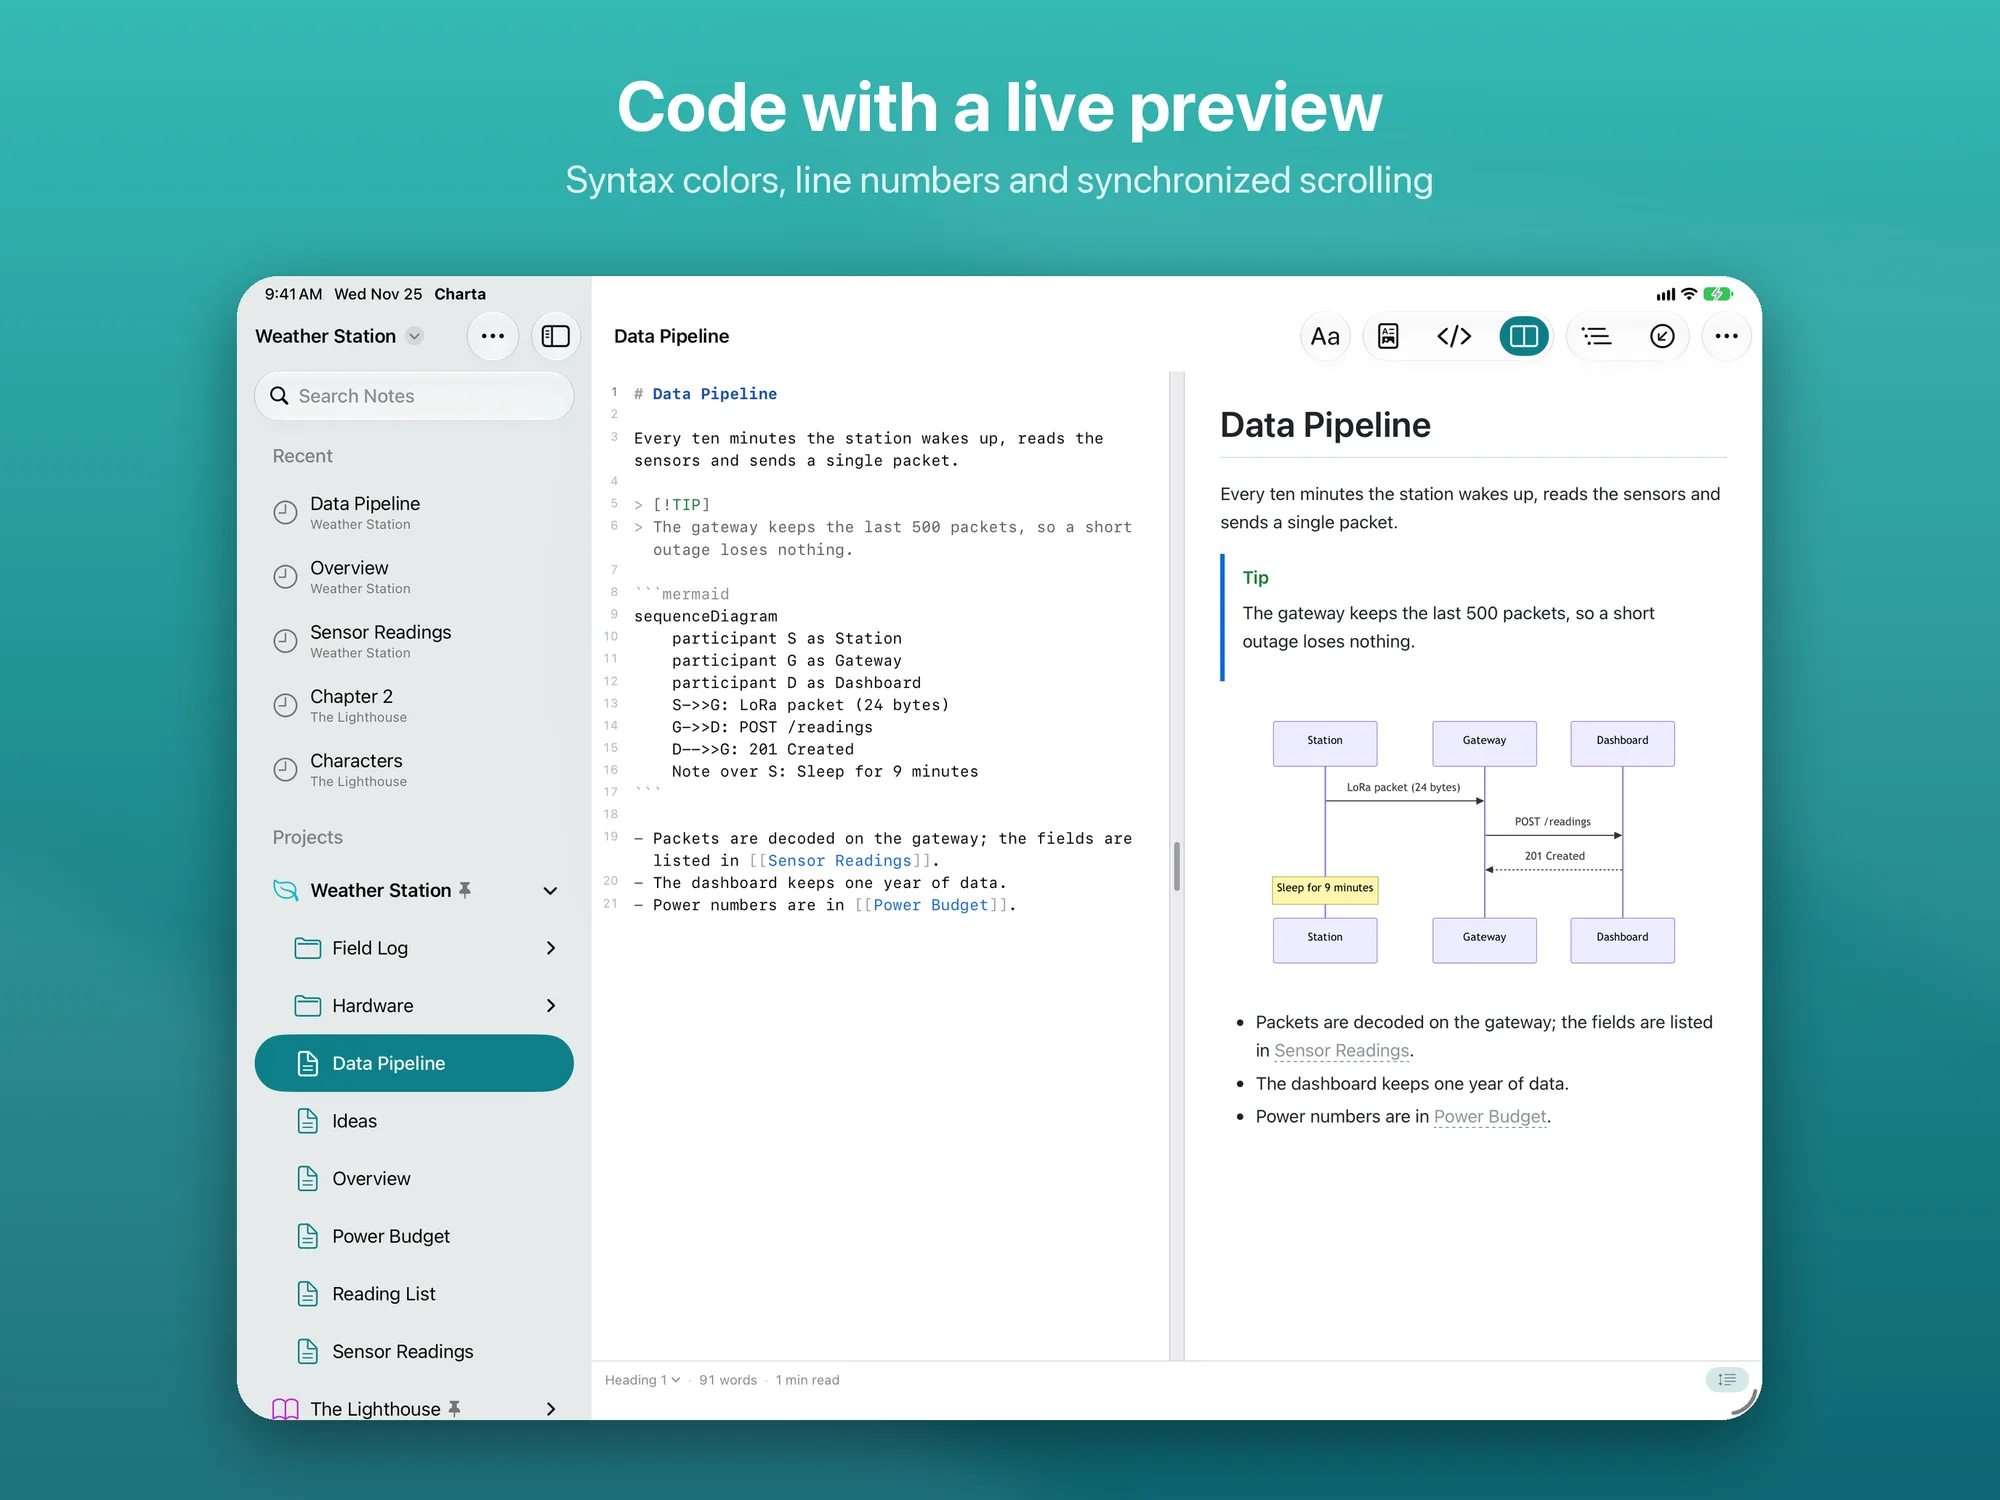 Code with a live preview
Syntax colors, line numbers and synchronized scrolling
9:41 AM Wed Nov 25 Charta
Weather Station
Search Notes
Recent
Data Pipeline
Weather Station
Overview
Weather Station
Sensor Readings
Weather Station
Chapter 2
The Lighthouse
Characters
The Lighthouse
Projects
Weather Station
Field Log
Hardware
Data Pipeline
Ideas
Overview
Power Budget
Reading List
Sensor Readings
The Lighthouse
Data Pipeline
Aa
</>
1 # Data Pipeline
2
3 Every ten minutes the station wakes up, reads the
sensors and sends a single packet.
4
5 > [!TIP]
6 > The gateway keeps the last 500 packets, so a short
outage loses nothing.
7
8 ```mermaid
9 sequenceDiagram
10 participant S as Station
11 participant G as Gateway
12 participant D as Dashboard
13 S->>G: LoRa packet (24 bytes)
14 G->>D: POST /readings
15 D-->>G: 201 Created
16 Note over S: Sleep for 9 minutes
17 ```
18
19 - Packets are decoded on the gateway; the fields are
listed in [[Sensor Readings]].
20 - The dashboard keeps one year of data.
21 - Power numbers are in [[Power Budget]].
Data Pipeline
Every ten minutes the station wakes up, reads the sensors and
sends a single packet.
Tip
The gateway keeps the last 500 packets, so a short
outage loses nothing.
Station Gateway Dashboard
LoRa packet (24 bytes)
POST /readings
201 Created
Sleep for 9 minutes
Station Gateway Dashboard
• Packets are decoded on the gateway; the fields are listed
in Sensor Readings.
• The dashboard keeps one year of data.
• Power numbers are in Power Budget.
Heading 1 · 91 words · 1 min read